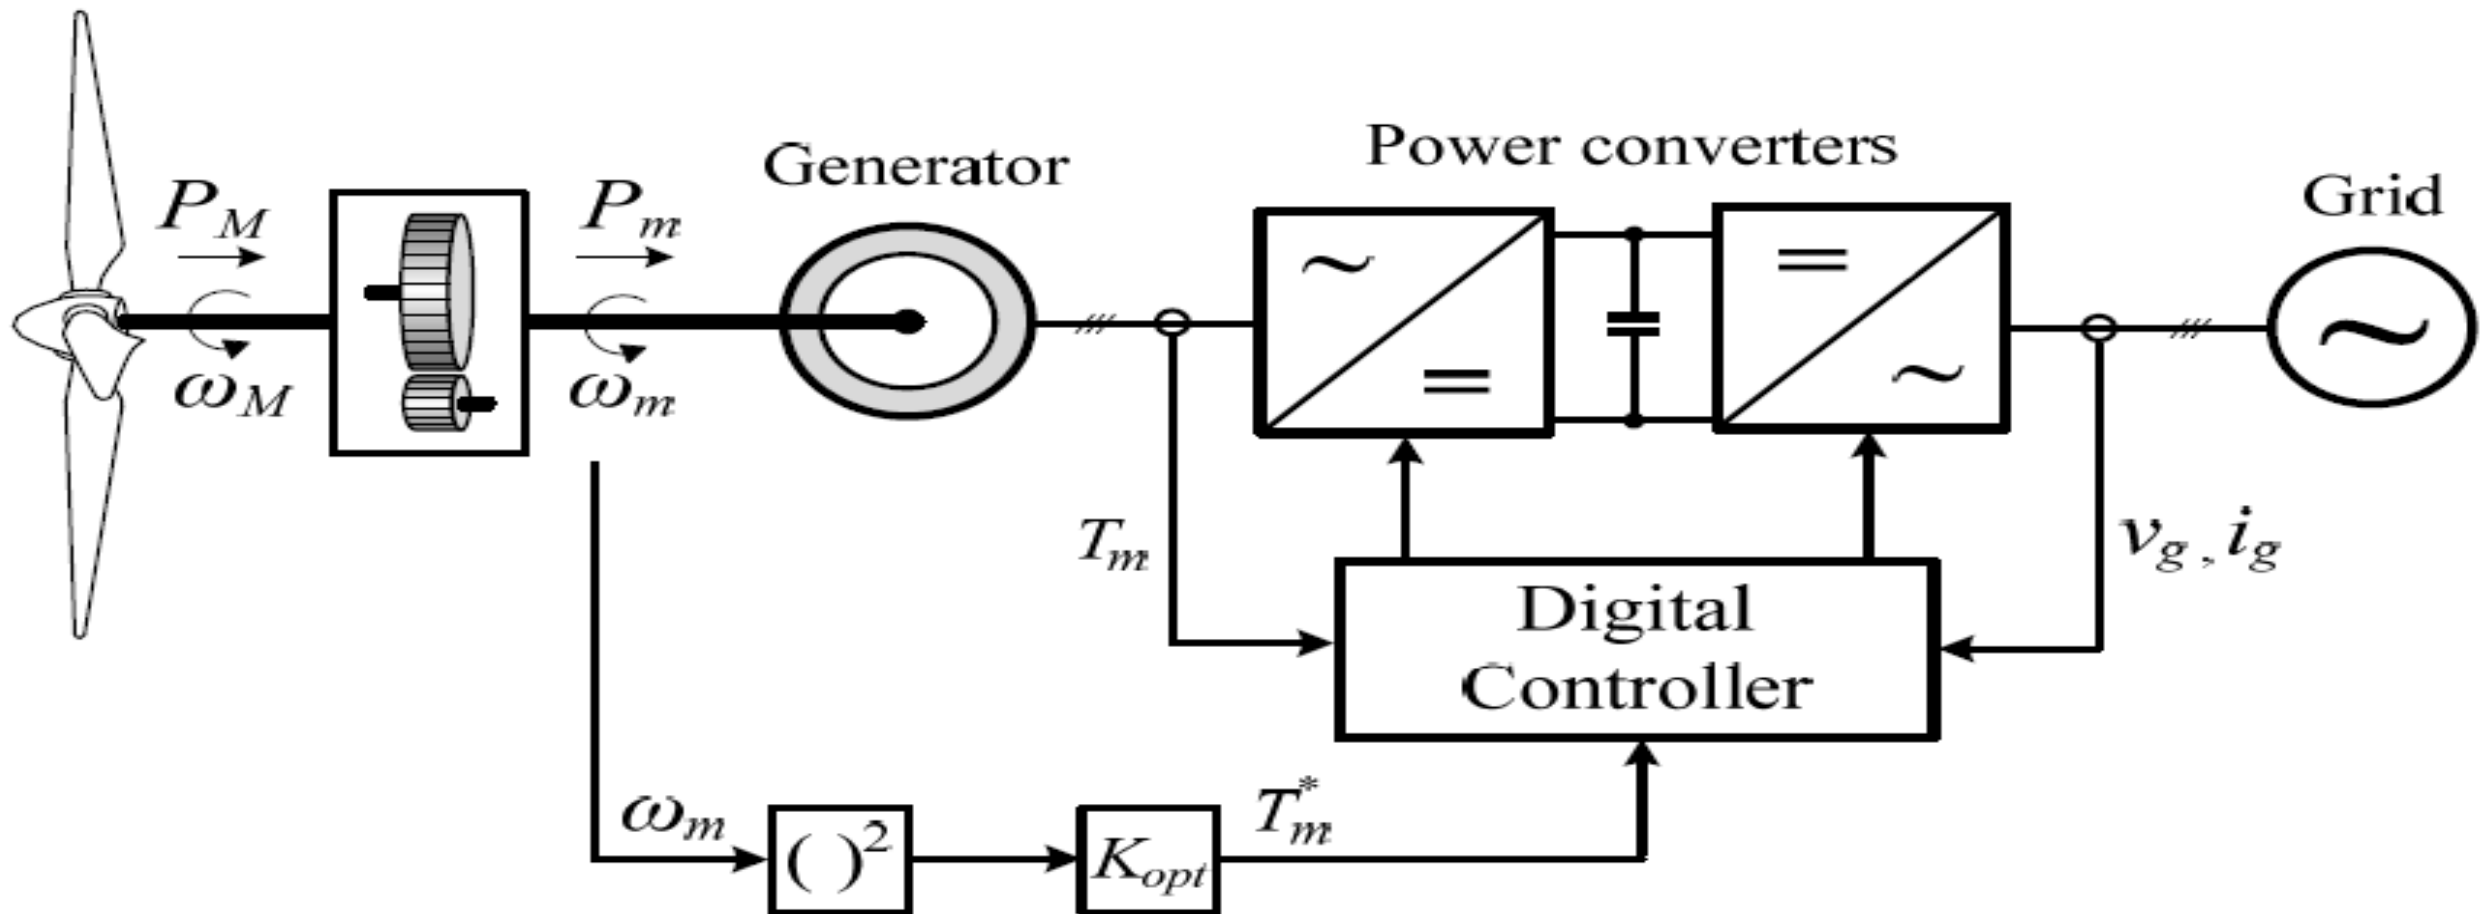 Power converters
Generator
Grid
P_M
P_m
ω_M
ω_m
~
=
=
~
~
T_m
v_g, i_g
Digital
Controller
ω_m
( )²
K_opt
T_m^*